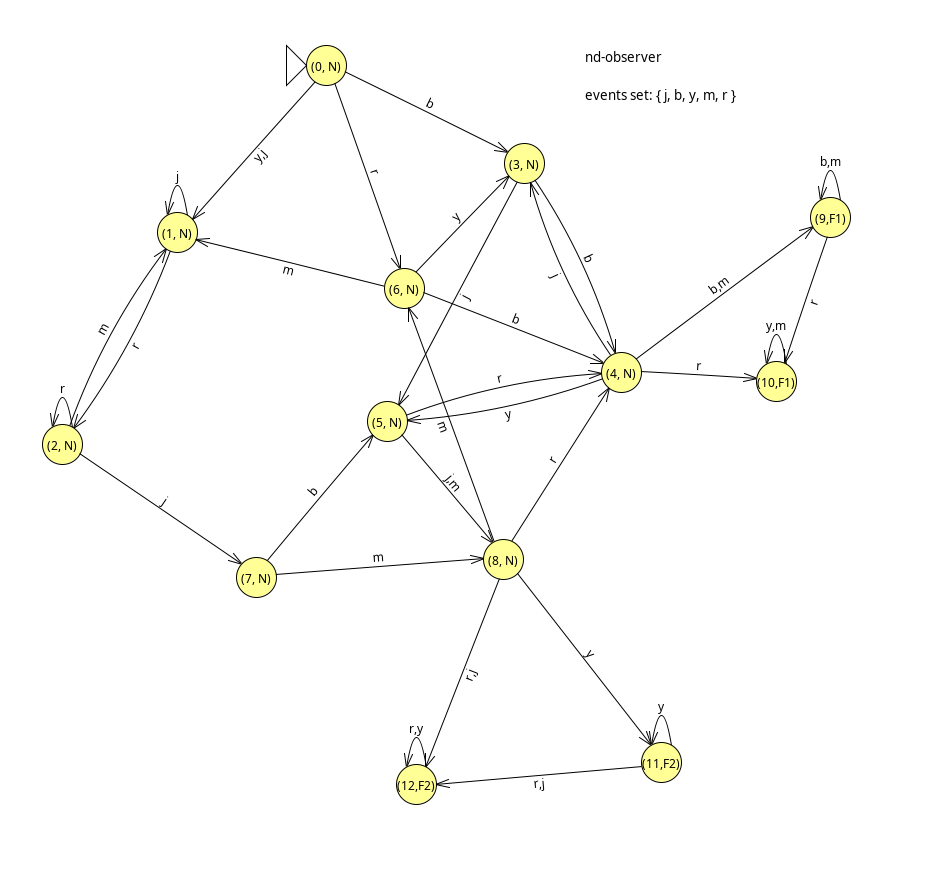 (0, N)
nd-observer
events set: { j, b, y, m, r }
b
y,j
r
(3, N)
b,m
j
(9,F1)
(1, N)
y
m
(6, N)
j
j
b
b,m
r
b
m
r
y,m
(4, N)
r
(10,F1)
r
r
y
(5, N)
m
(2, N)
j
b
j,m
r
m
(7, N)
(8, N)
r,j
y
y
r,y
(11,F2)
(12,F2)
r,j